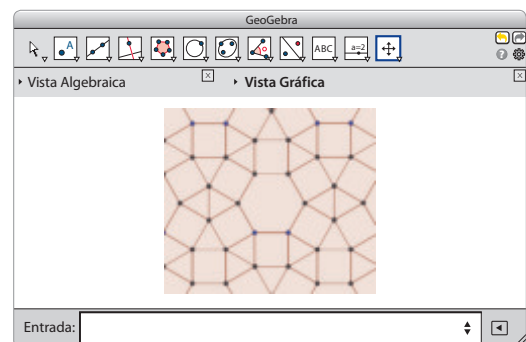 GeoGebra
A
ABC
a=2
Vista Algebraica
Vista Gráfica
Entrada: